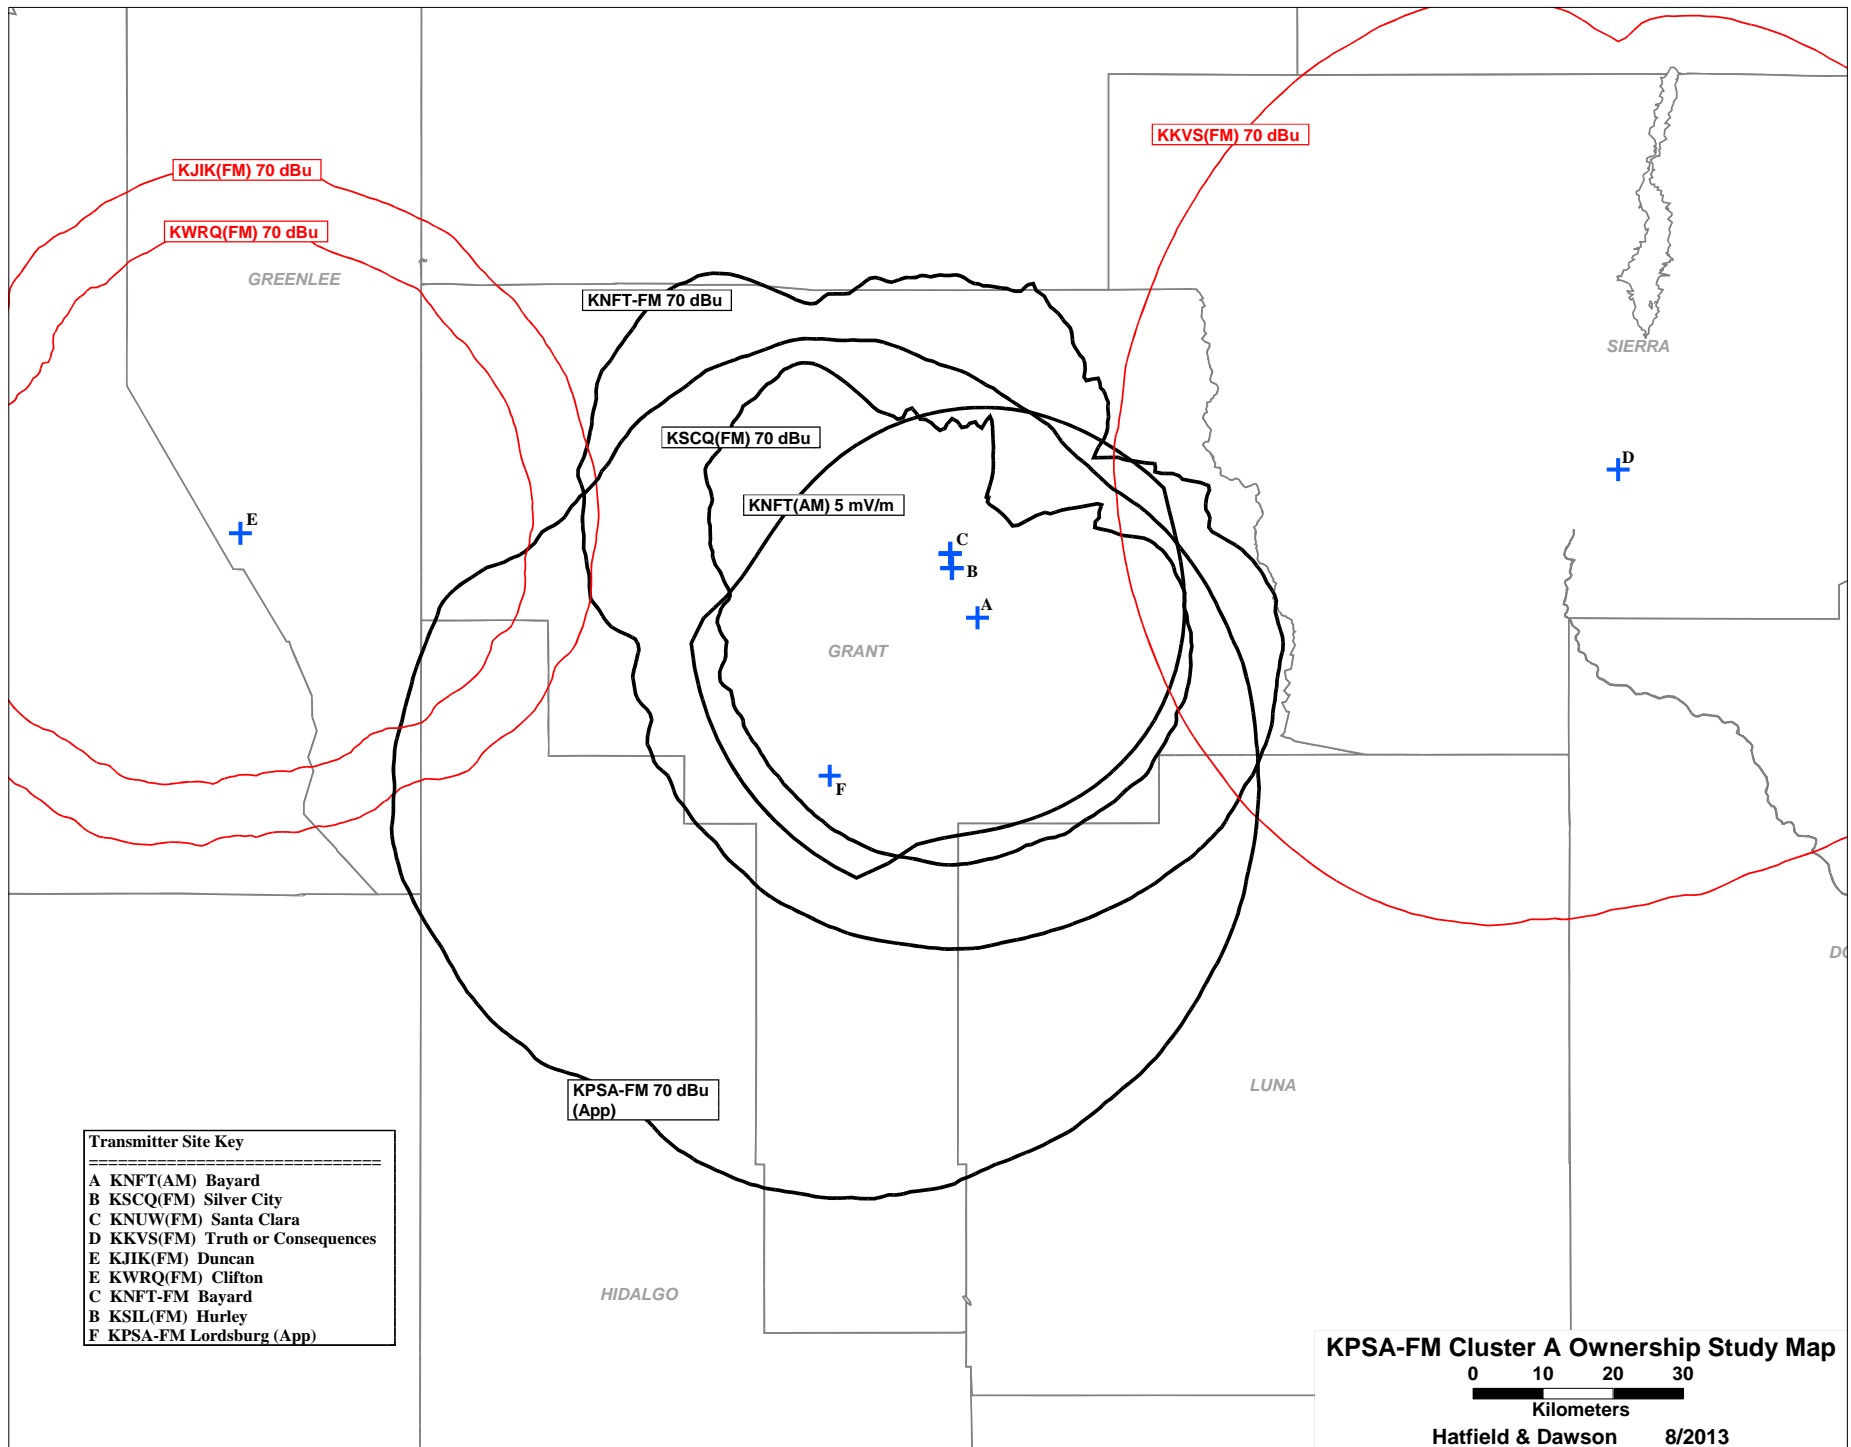 KKVS(FM) 70 dBu
KJIK(FM) 70 dBu
KWRQ(FM) 70 dBu
GREENLEE
KNFT-FM 70 dBu
SIERRA
KSCQ(FM) 70 dBu
D
KNFT(AM) 5 mV/m
E
C
B
A
GRANT
F
LUNA
KPSA-FM 70 dBu
(App)
HIDALGO
Transmitter Site Key
==============================
A KNFT(AM) Bayard
B KSCQ(FM) Silver City
C KNUW(FM) Santa Clara
D KKVS(FM) Truth or Consequences
E KJIK(FM) Duncan
E KWRQ(FM) Clifton
C KNFT-FM Bayard
B KSIL(FM) Hurley
F KPSA-FM Lordsburg (App)
KPSA-FM Cluster A Ownership Study Map
0 10 20 30
Kilometers
Hatfield & Dawson 8/2013